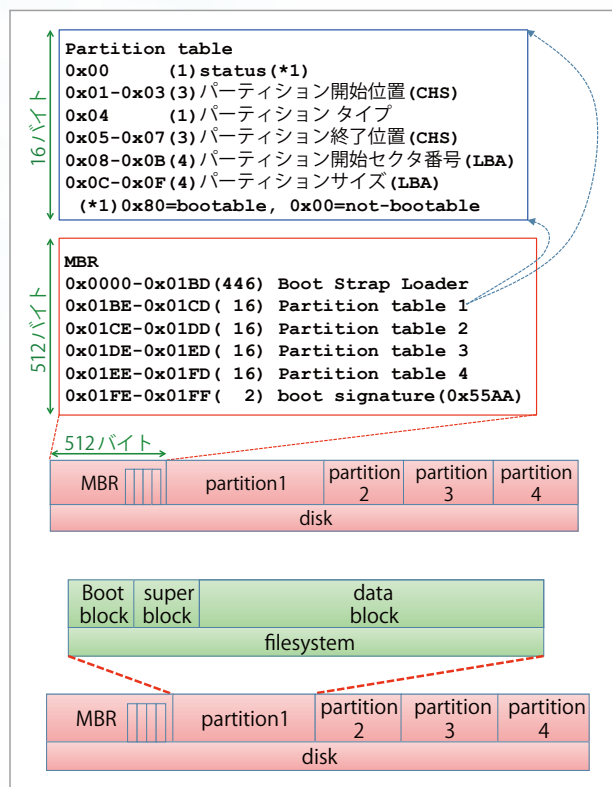 Partition table
0x00 (1)status(*1)
0x01-0x03(3)パーティション開始位置(CHS)
0x04 (1)パーティション タイプ
0x05-0x07(3)パーティション終了位置(CHS)
0x08-0x0B(4)パーティション開始セクタ番号(LBA)
0x0C-0x0F(4)パーティションサイズ(LBA)
(*1)0x80=bootable, 0x00=not-bootable
16バイト
MBR
0x0000-0x01BD(446) Boot Strap Loader
0x01BE-0x01CD( 16) Partition table 1
0x01CE-0x01DD( 16) Partition table 2
0x01DE-0x01ED( 16) Partition table 3
0x01EE-0x01FD( 16) Partition table 4
0x01FE-0x01FF( 2) boot signature(0x55AA)
512バイト
512バイト
MBR
partition1
partition
2
partition
3
partition
4
disk
Boot
block
super
block
data
block
filesystem
MBR
partition1
partition
2
partition
3
partition
4
disk